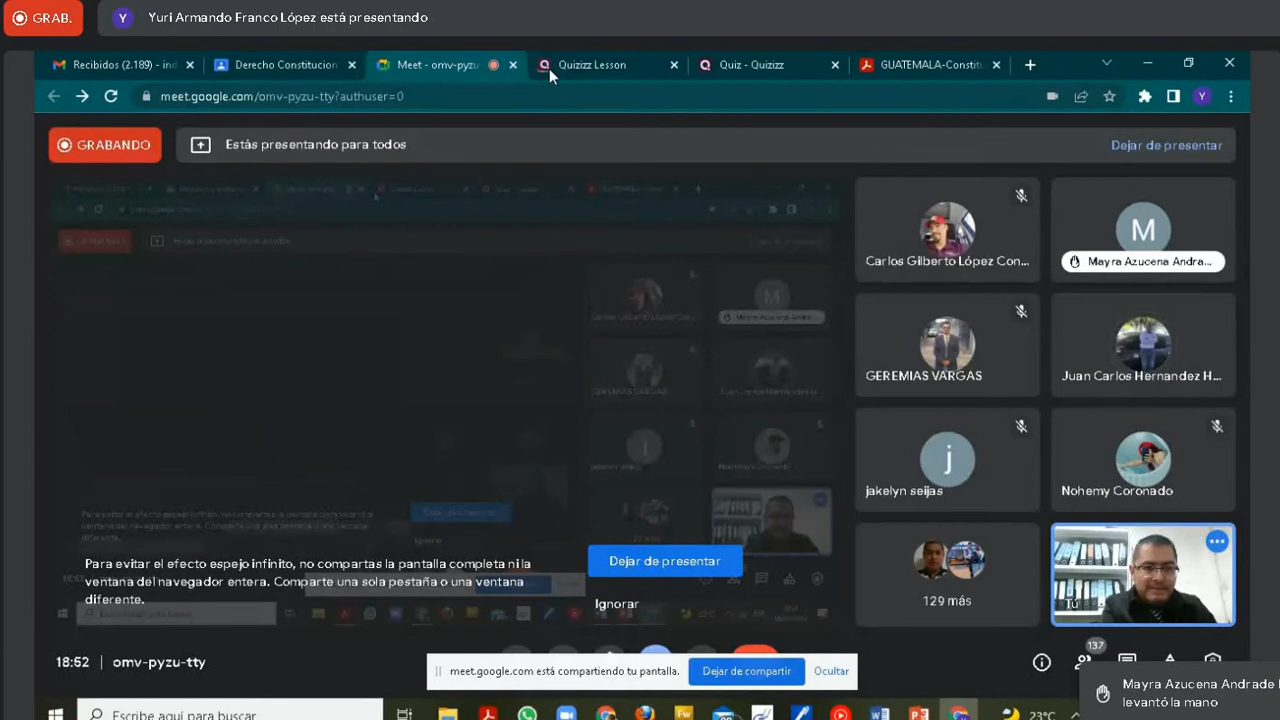 GRAB.
Y
Yuri Armando Franco López está presentando
Recibidos (2.189) - ind
Derecho Constitucion
Meet - omv-pyzu
Quizizz Lesson
Quiz - Quizizz
GUATEMALA-Constitu
meet.google.com/omv-pyzu-tty?authuser=0
Y
GRABANDO
Estás presentando para todos
Dejar de presentar
Carlos Gilberto López Con...
M
Mayra Azucena Andra...
GEREMIAS VARGAS
Juan Carlos Hernandez H...
j
jakelyn seijas
Nohemy Coronado
129 más
Tú
Para evitar el efecto espejo infinito, no compartas la pantalla completa ni la
ventana del navegador entera. Comparte una sola pestaña o una ventana
diferente.
Dejar de presentar
Ignorar
18:52
omv-pyzu-tty
137
meet.google.com está compartiendo tu pantalla.
Dejar de compartir
Ocultar
Mayra Azucena Andrade
levantó la mano
Escribe aquí para buscar
23°C